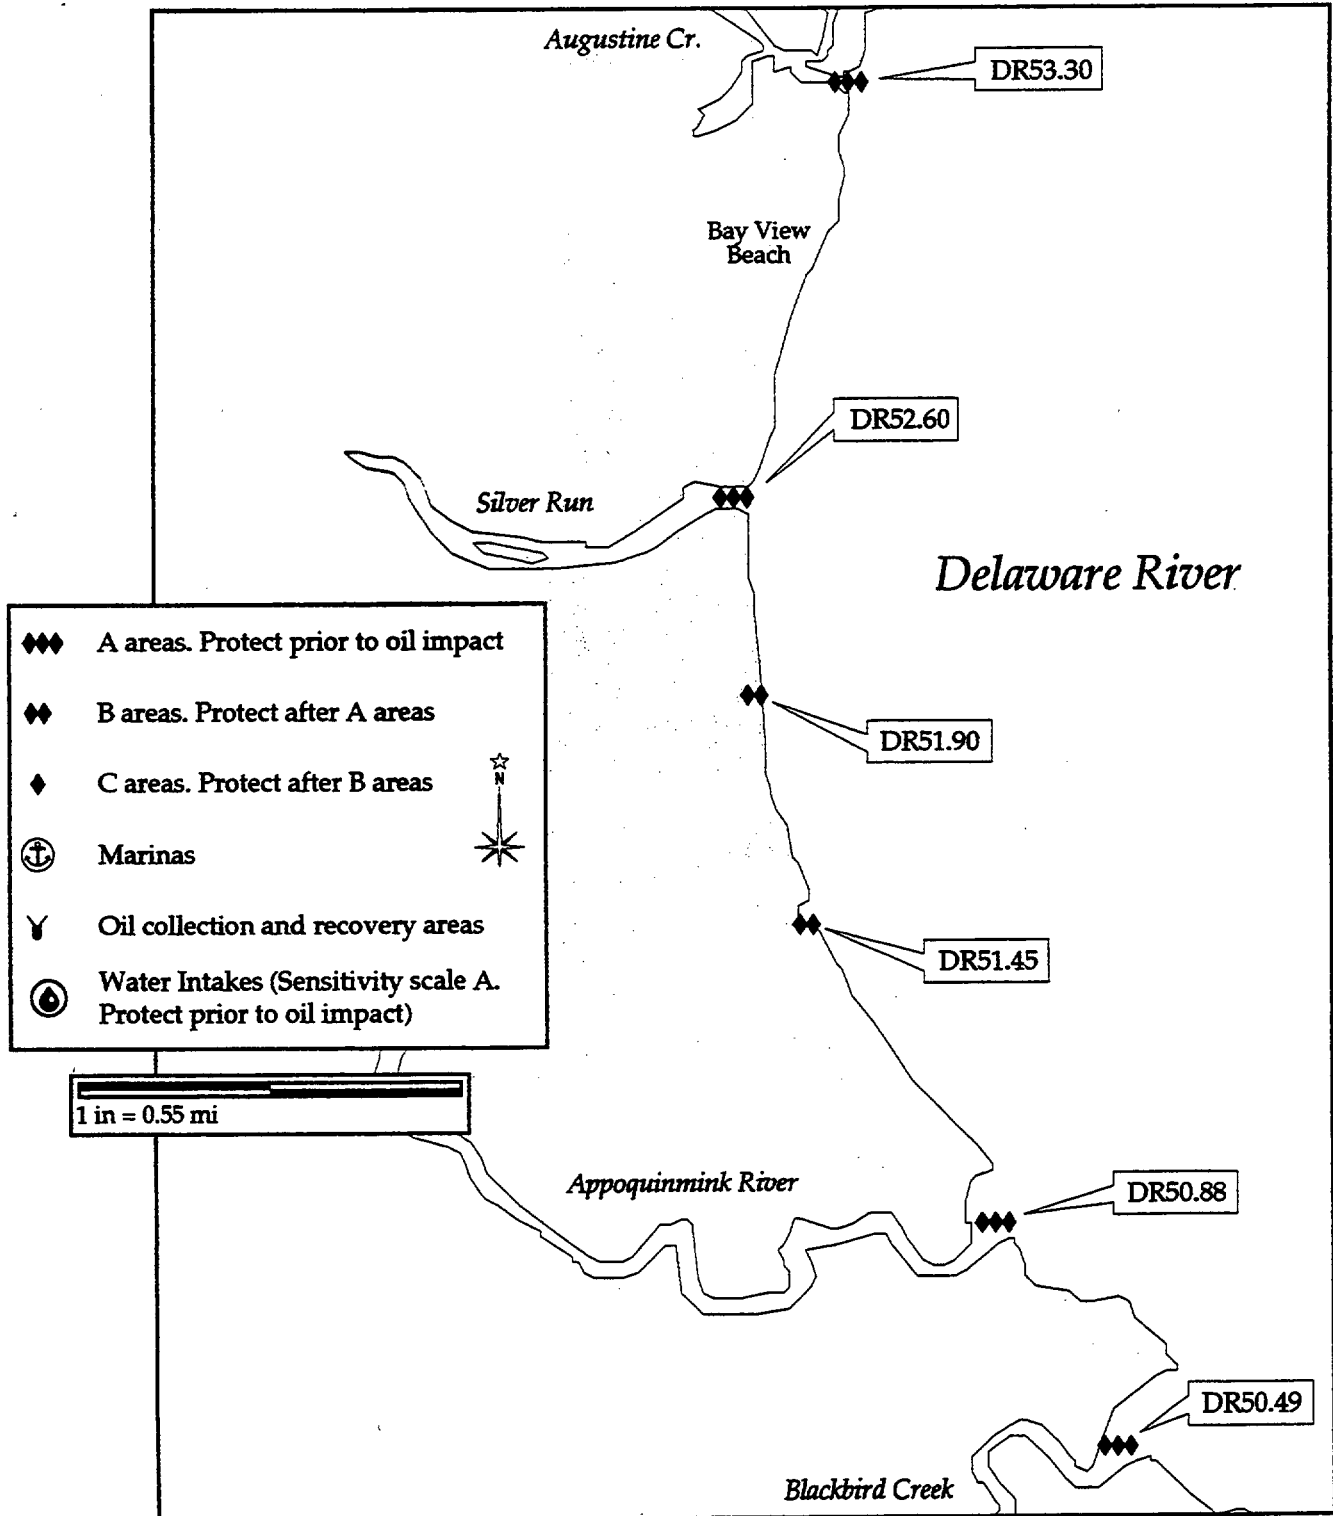 Augustine Cr.
DR53.30
Bay View
Beach
DR52.60
Silver Run
Delaware River
A areas. Protect prior to oil impact
B areas. Protect after A areas
DR51.90
C areas. Protect after B areas
N
Marinas
Oil collection and recovery areas
DR51.45
Water Intakes (Sensitivity scale A.
Protect prior to oil impact)
1 in = 0.55 mi
Appoquinmink River
DR50.88
DR50.49
Blackbird Creek